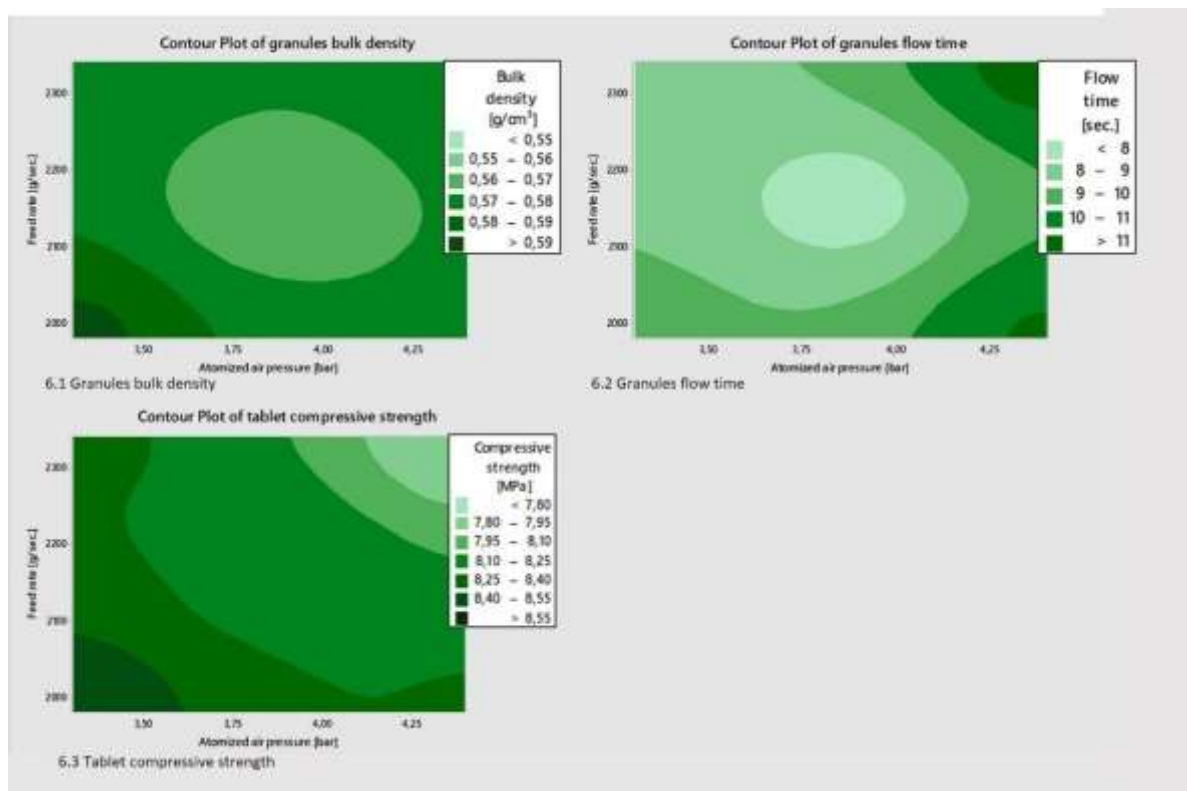 Contour Plot of granules bulk density
Bulk
density
[g/cm³]
< 0,55
0,55 – 0,56
0,56 – 0,57
0,57 – 0,58
0,58 – 0,59
> 0,59
Feed rate [g/sec.]
2300
2200
2100
2000
3,50 3,75 4,00 4,25
Atomized air pressure [bar]
6.1 Granules bulk density
Contour Plot of granules flow time
Flow
time
[sec.]
< 8
8 – 9
9 – 10
10 – 11
> 11
Feed rate [g/sec.]
2300
2200
2100
2000
3,50 3,75 4,00 4,25
Atomized air pressure [bar]
6.2 Granules flow time
Contour Plot of tablet compressive strength
Compressive
strength
[MPa]
< 7,80
7,80 – 7,95
7,95 – 8,10
8,10 – 8,25
8,25 – 8,40
8,40 – 8,55
> 8,55
Feed rate [g/sec.]
2300
2200
2100
2000
3,50 3,75 4,00 4,25
Atomized air pressure [bar]
6.3 Tablet compressive strength